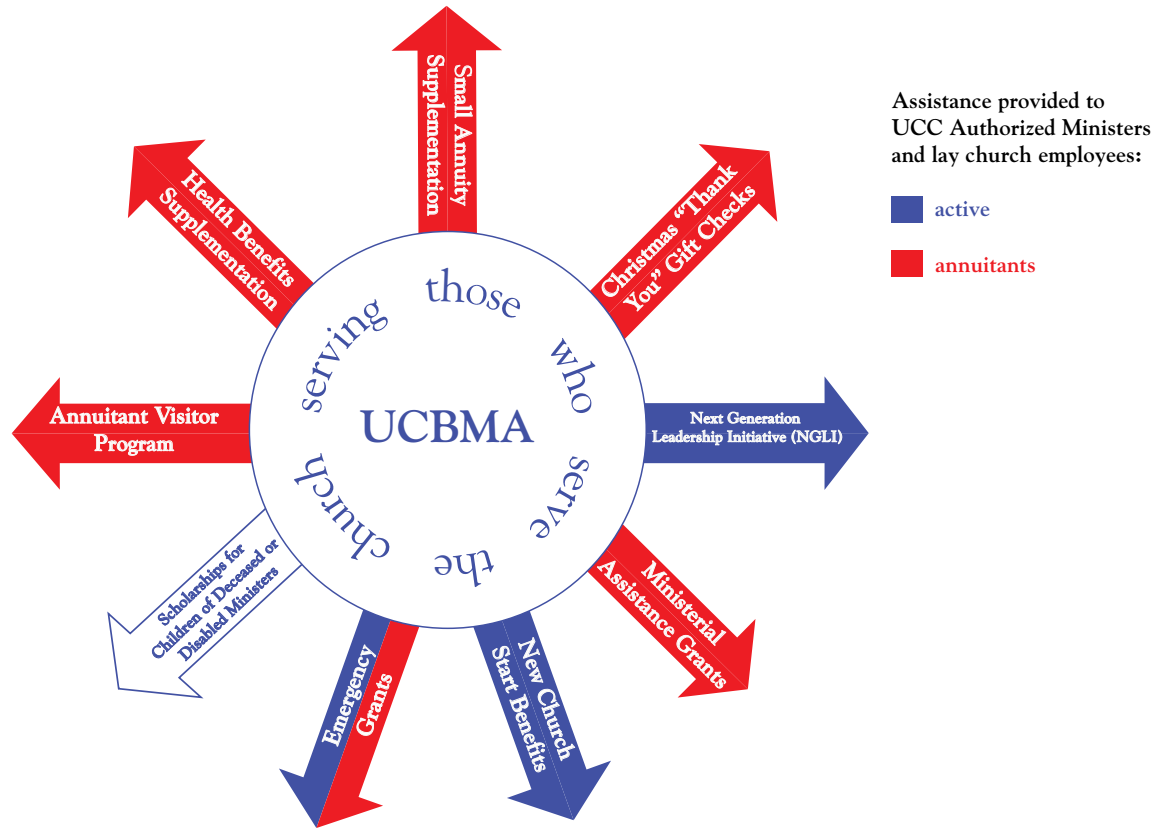 Small Annuity
Supplementation
Christmas “Thank
You” Gift Checks
Next Generation
Leadership Initiative (NGLI)
Ministerial
Assistance Grants
New Church
Start Benefits
Emergency
Grants
Scholarships for
Children of Deceased or
Disabled Ministers
Annuitant Visitor
Program
Health Benefits
Supplementation
serving those who serve the church
UCBMA
Assistance provided to
UCC Authorized Ministers
and lay church employees:
active
annuitants